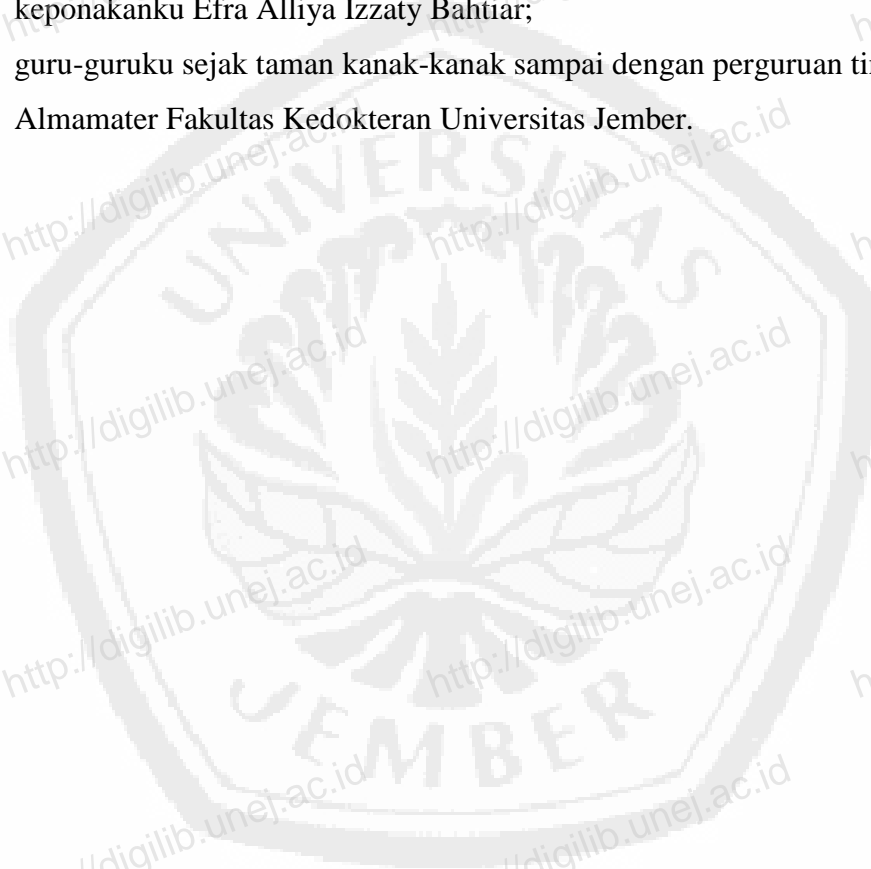 keponakanku Efra Alliya Izzaty Bahtiar;
guru-guruku sejak taman kanak-kanak sampai dengan perguruan
Almamater Fakultas Kedokteran Universitas Jember.
http://digilib.unej.ac.id
http://digilib.unej.ac.id
http://digilib.unej.ac.id
http://digilib.unej.ac.id
http://digilib.unej.ac.id
http://digilib.unej.ac.id
//digilib.unej.ac.id
//digilib.unej.ac.id
UNIVERSITAS
JEMBER